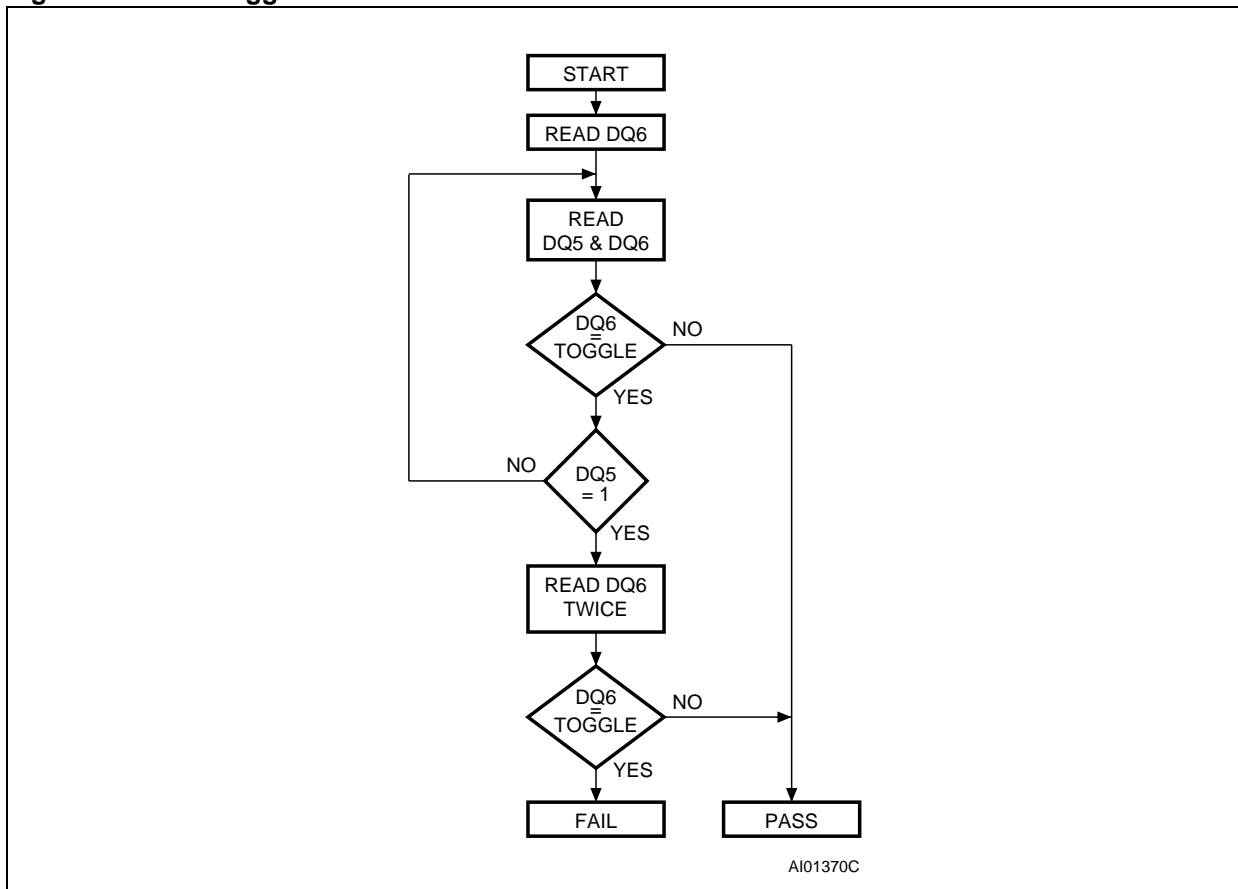 START
READ DQ6
READ
DQ5 & DQ6
DQ6
=
TOGGLE
NO
YES
NO
DQ5
= 1
YES
READ DQ6
TWICE
DQ6
=
TOGGLE
NO
YES
FAIL
PASS
AI01370C